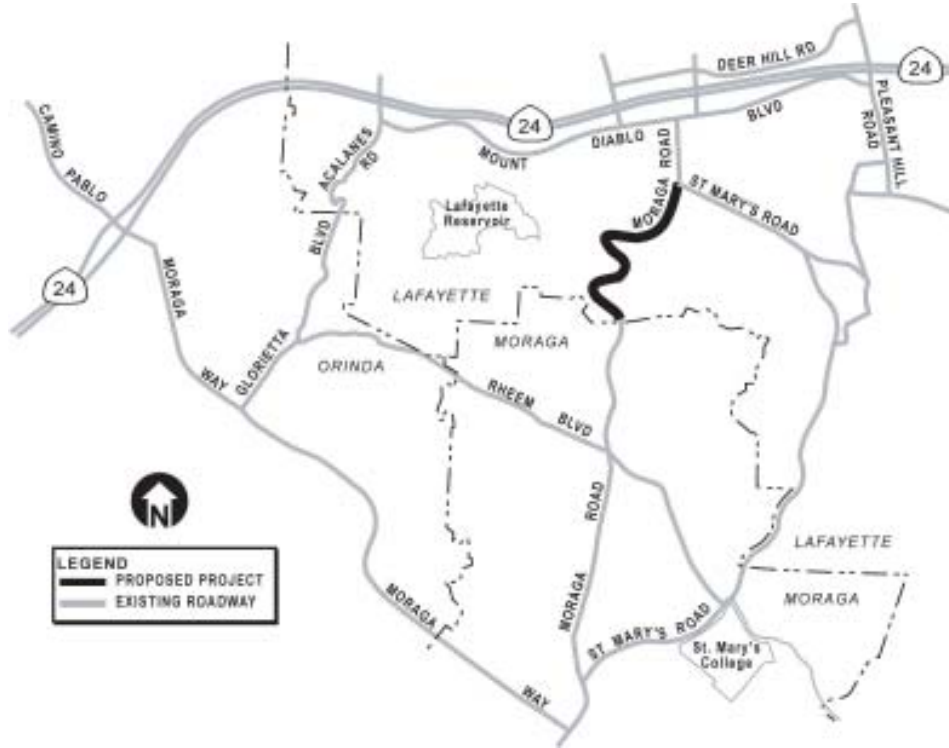 DEER HILL RD
24
24
PLEASANT HILL
ROAD
CAMINO
PABLO
ACALANES
RD
MOUNT
DIABLO
BLVD
MORAGA ROAD
ST MARY'S ROAD
Lafayette
Reservoir
BLVD
GLORIETTA
24
MORAGA
WAY
LAFAYETTE
MORAGA
ORINDA
RHEEM
BLVD
N
LEGEND
PROPOSED PROJECT
EXISTING ROADWAY
ROAD
MORAGA
LAFAYETTE
MORAGA
MORAGA
WAY
ST MARY'S ROAD
St. Mary's
College